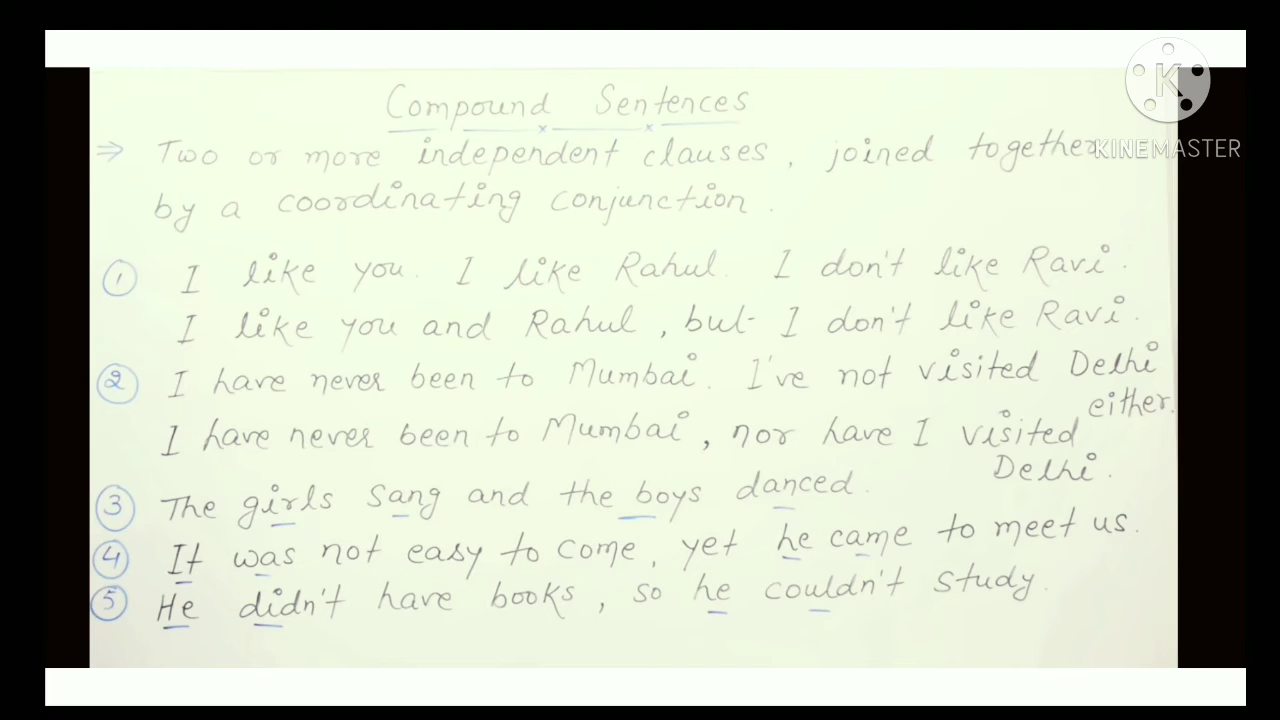 Compound Sentences
⇒ Two or more independent clauses, joined together
by a coordinating conjunction.
① I like you. I like Rahul. I don't like Ravi.
I like you and Rahul, but I don't like Ravi.
② I have never been to Mumbai. I've not visited Delhi
either.
I have never been to Mumbai, nor have I visited
Delhi.
③ The girls sang and the boys danced.
④ It was not easy to come, yet he came to meet us.
⑤ He didn't have books, so he couldn't study.
K
KINEMASTER